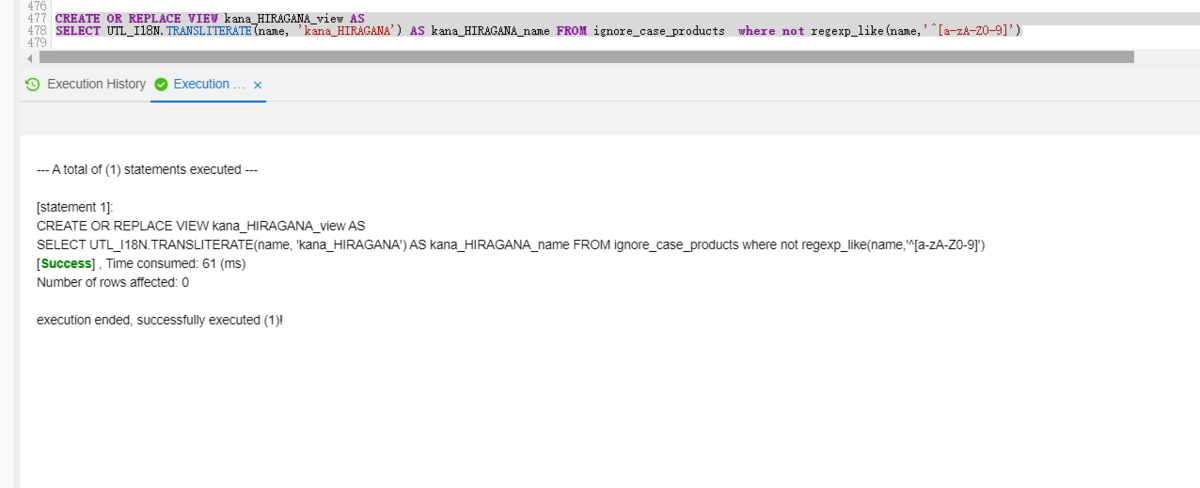 476
477 CREATE OR REPLACE VIEW kana_HIRAGANA_view AS
478 SELECT UTL_I18N.TRANSLITERATE(name, 'kana_HIRAGANA') AS kana_HIRAGANA_name FROM ignore_case_products  where not regexp_like(name,'^[a-zA-Z0-9]')
479
Execution History Execution ... ×
--- A total of (1) statements executed ---
[statement 1]:
CREATE OR REPLACE VIEW kana_HIRAGANA_view AS
SELECT UTL_I18N.TRANSLITERATE(name, 'kana_HIRAGANA') AS kana_HIRAGANA_name FROM ignore_case_products where not regexp_like(name,'^[a-zA-Z0-9]')
[Success] , Time consumed: 61 (ms)
Number of rows affected: 0
execution ended, successfully executed (1)!